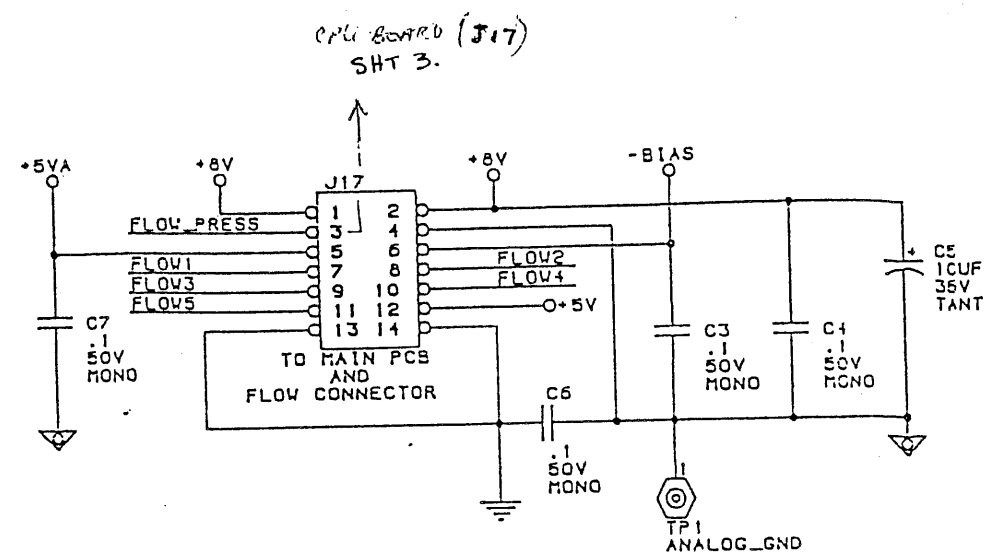 CPU BOARD (J17)
SHT 3.
+5VA
+8V
J17
+8V
-BIAS
1 2
FLOW_PRESS
3 4
5 6
FLOW1
7 8
FLOW2
FLOW3
9 10
FLOW4
FLOW5
11 12
+5V
13 14
TO MAIN PCB
AND
FLOW CONNECTOR
C7
.1
50V
MONO
C6
.1
50V
MONO
C3
.1
50V
MONO
C4
.1
50V
MONO
+
C5
10UF
35V
TANT
1
TP1
ANALOG_GND